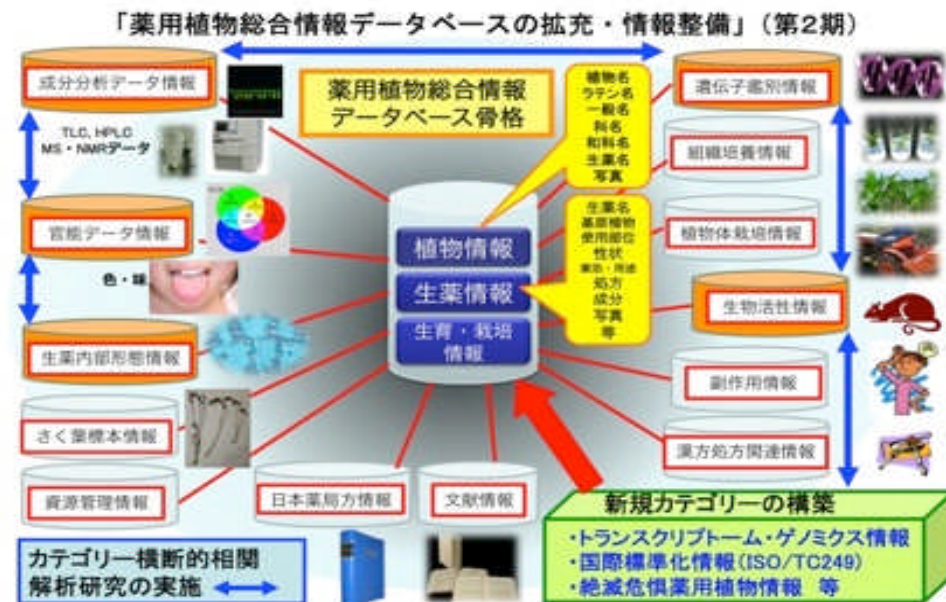 「薬用植物総合情報データベースの拡充・情報整備」(第2期)
成分分析データ情報
TLC, HPLC
MS・NMRデータ
官能データ情報
色・味
生薬内部形態情報
さく葉標本情報
資源管理情報
薬用植物総合情報
データベース骨格
植物情報
生薬情報
生育・栽培
情報
植物名
ラテン名
一般名
科名
和科名
生薬名
写真
生薬名
基原植物
使用部位
性状
薬効・用途
処方
成分
写真
等
遺伝子鑑別情報
組織培養情報
植物体栽培情報
生物活性情報
副作用情報
漢方処方関連情報
日本薬局方情報
文献情報
カテゴリー横断的相関
解析研究の実施
新規カテゴリーの構築
・トランスクリプトーム・ゲノミクス情報
・国際標準化情報(ISO/TC249)
・絶滅危惧薬用植物情報 等